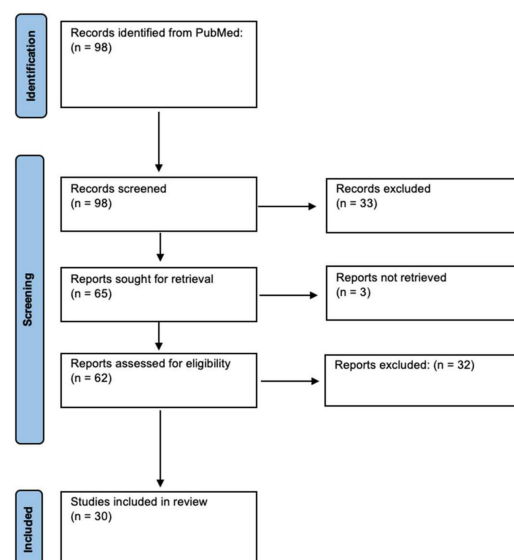 Identification
Records identified from PubMed:
(n = 98)
Screening
Records screened
(n = 98)
Records excluded
(n = 33)
Reports sought for retrieval
(n = 65)
Reports not retrieved
(n = 3)
Reports assessed for eligibility
(n = 62)
Reports excluded: (n = 32)
Included
Studies included in review
(n = 30)